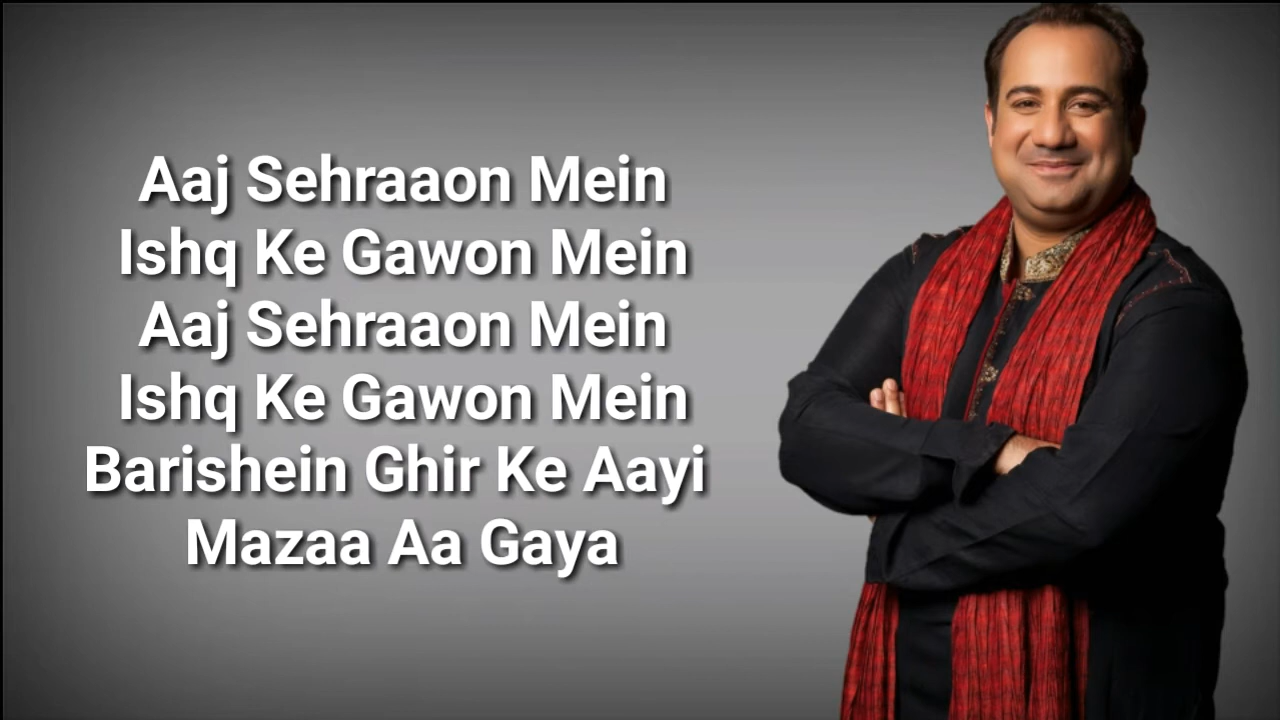 Aaj Sehraaon Mein
Ishq Ke Gawon Mein
Aaj Sehraaon Mein
Ishq Ke Gawon Mein
Barishein Ghir Ke Aayi
Mazaa Aa Gaya